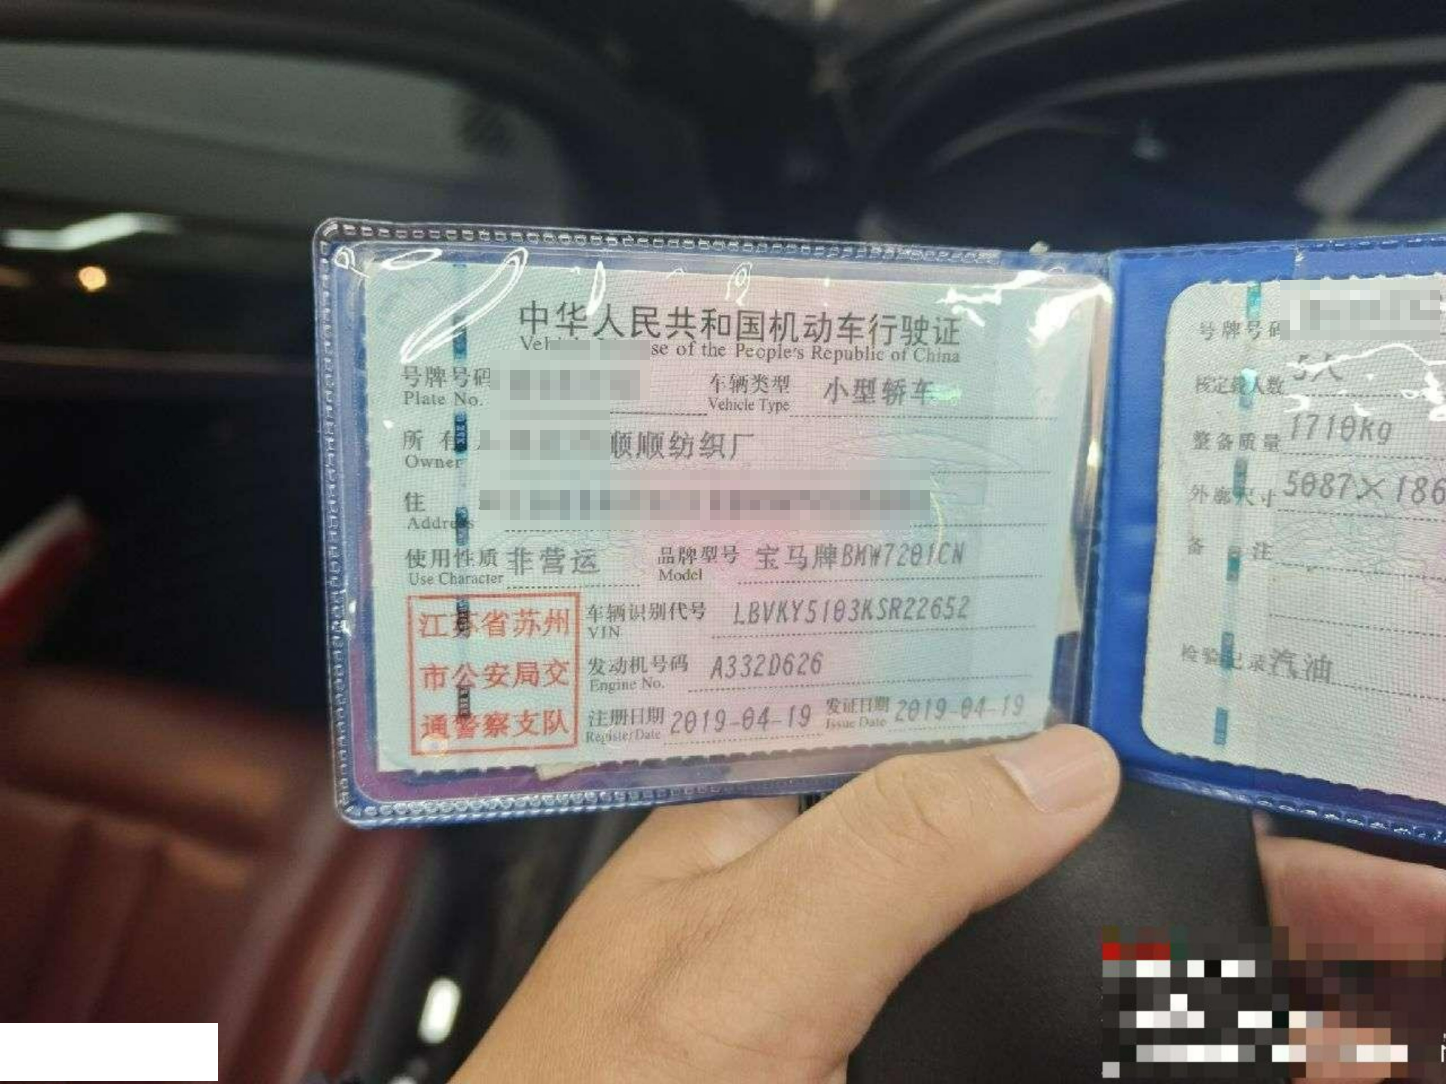 中华人民共和国机动车行驶证
se of the People's Republic of China
号牌号码
Plate No.
车辆类型 小型轿车
Vehicle Type
所有
Owner
顺顺纺织厂
住
Address
使用性质 非营运
Use Character
品牌型号 宝马牌BMW7201CN
Model
江苏省苏州
市公安局交
通警察支队
车辆识别代号 LBVKY5103KSR22652
VIN
发动机号码 A332D626
Engine No.
注册日期 2019-04-19
Register Date
发证日期 2019-04-19
Issue Date
号牌号码
核定载人数 5人
整备质量 1710kg
外廓尺寸 5087×186
备 注
检验记录 汽油